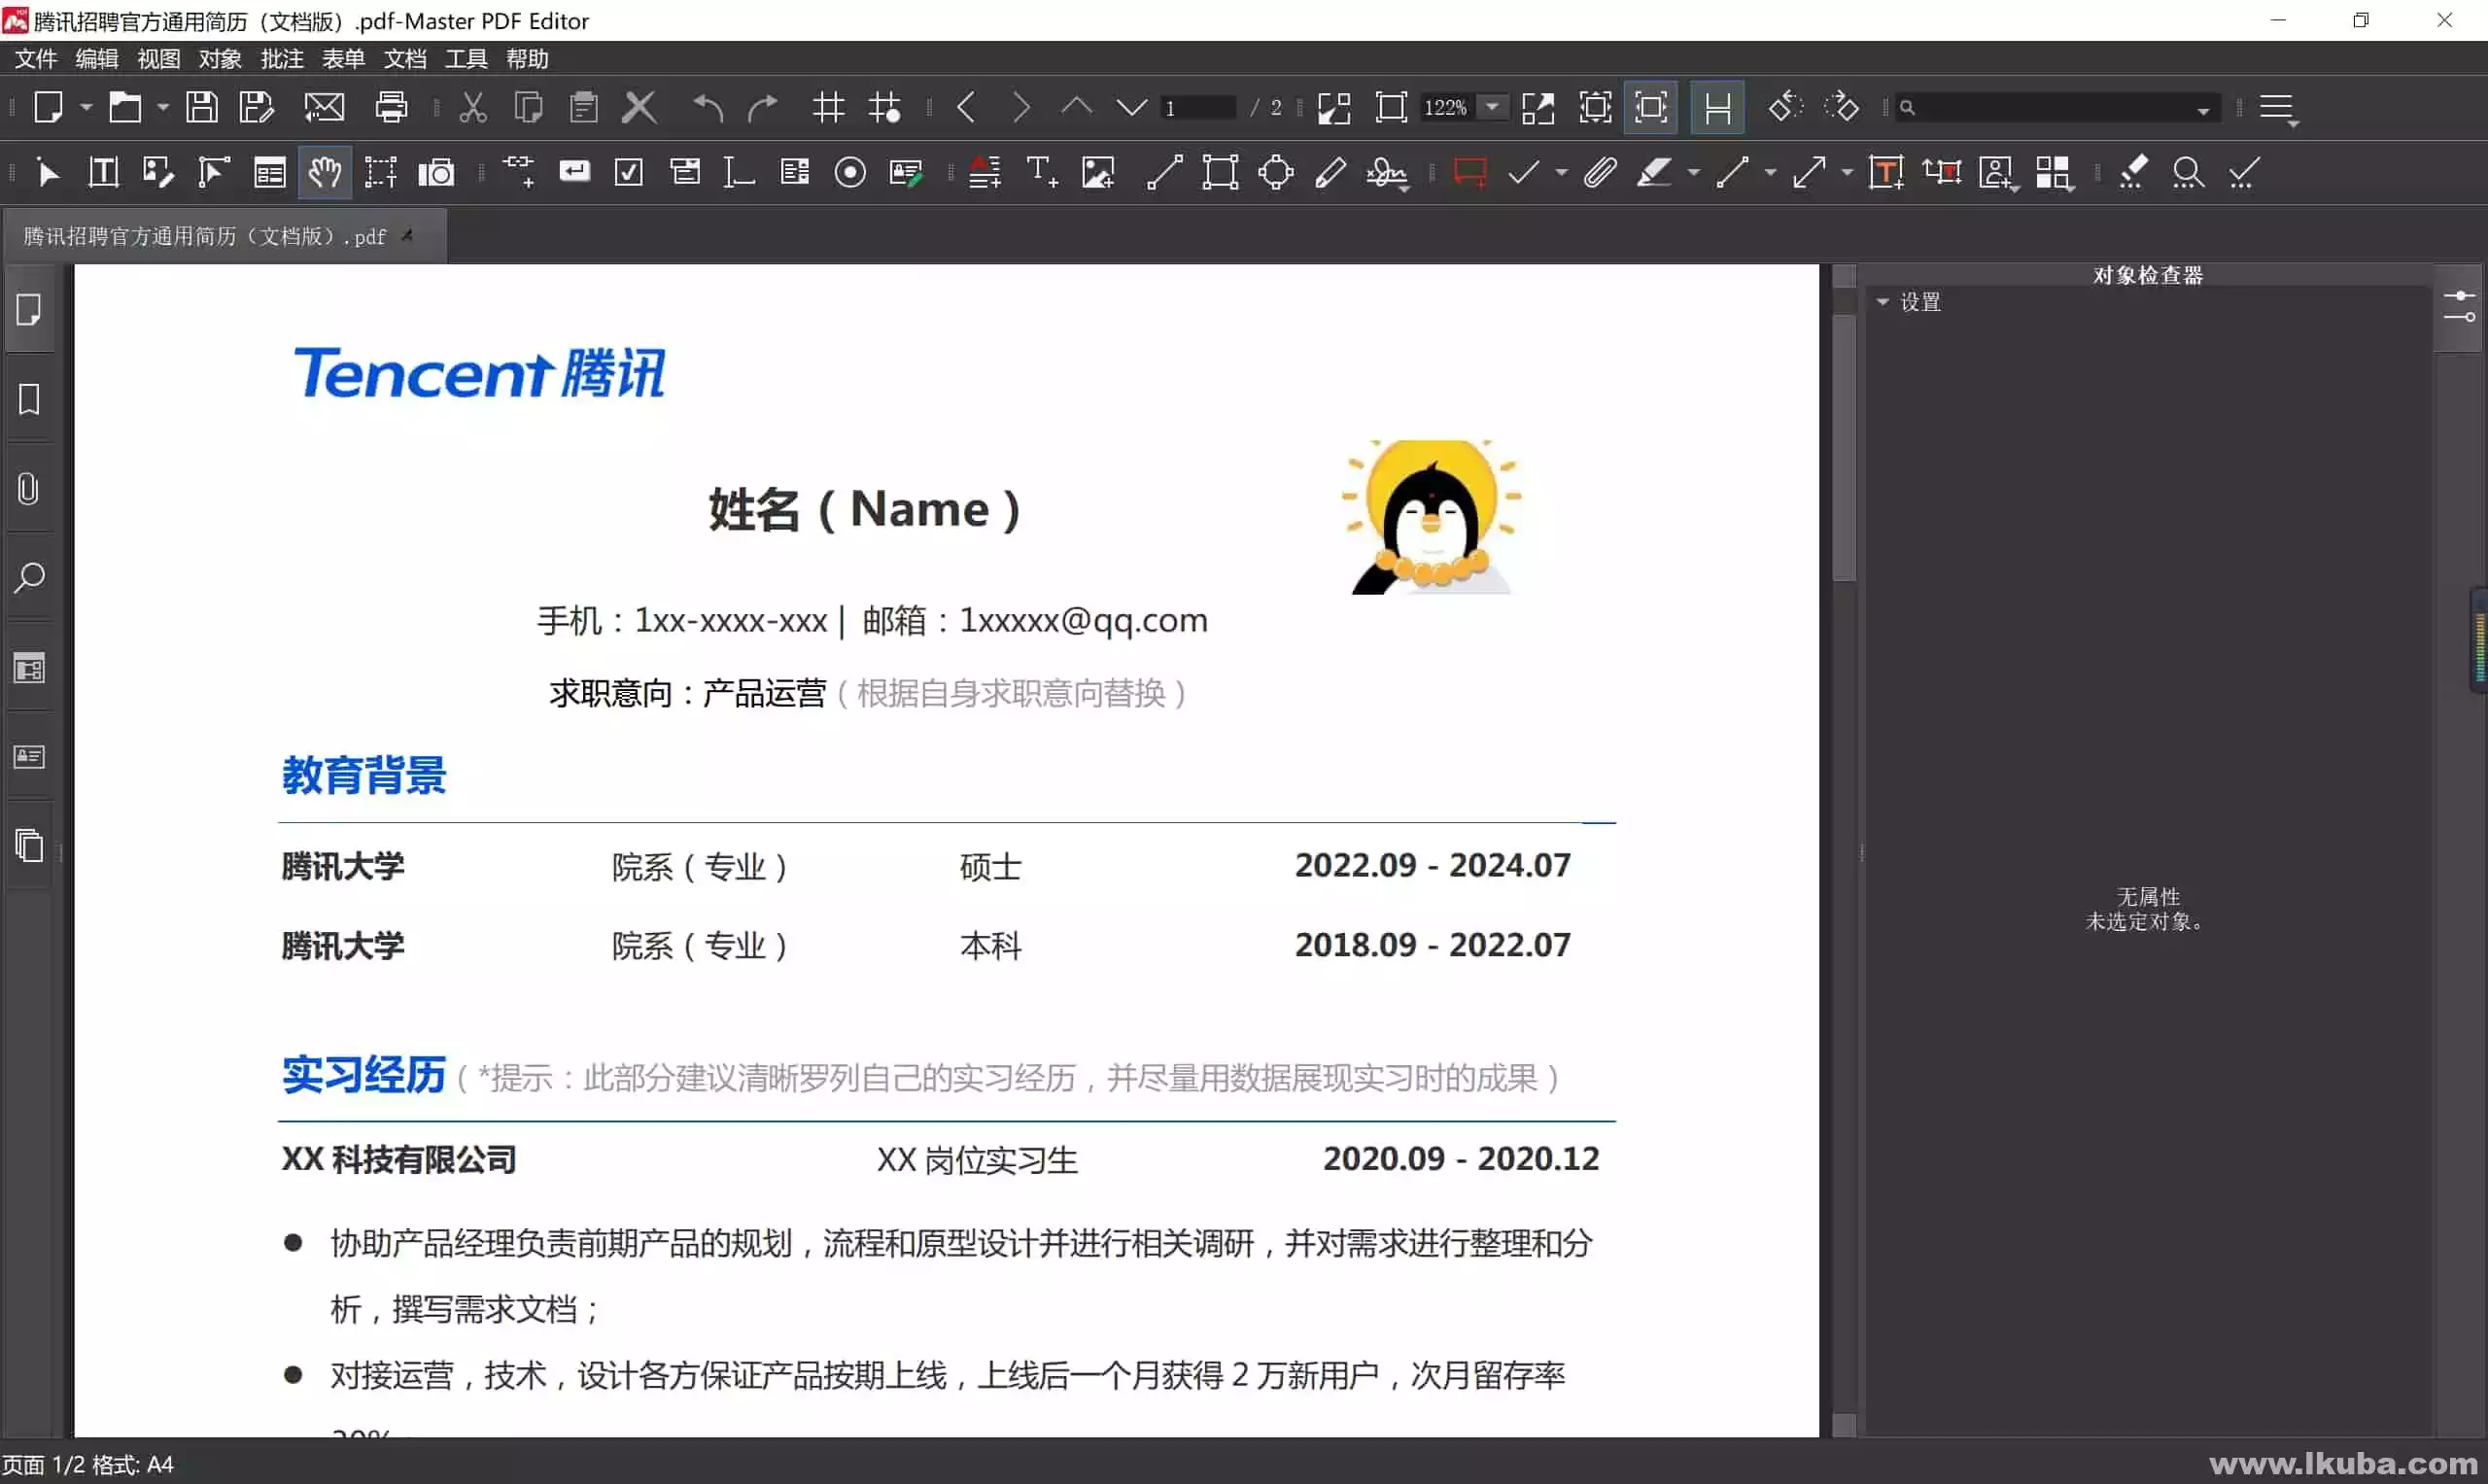 腾讯招聘官方通用简历（文档版）.pdf-Master PDF Editor
文件 编辑 视图 对象 批注 表单 文档 工具 帮助
1 / 2 122%
腾讯招聘官方通用简历（文档版）.pdf
对象检查器
设置
Tencent 腾讯
姓名（Name）
手机：1xx-xxxx-xxx | 邮箱：1xxxxx@qq.com
求职意向：产品运营（根据自身求职意向替换）
教育背景
腾讯大学 院系（专业） 硕士 2022.09 - 2024.07
腾讯大学 院系（专业） 本科 2018.09 - 2022.07
无属性
未选定对象。
实习经历（*提示：此部分建议清晰罗列自己的实习经历，并尽量用数据展现实习时的成果）
XX 科技有限公司 XX 岗位实习生 2020.09 - 2020.12
● 协助产品经理负责前期产品的规划，流程和原型设计并进行相关调研，并对需求进行整理和分
析，撰写需求文档；
● 对接运营，技术，设计各方保证产品按期上线，上线后一个月获得 2 万新用户，次月留存率
页面 1/2 格式: A4
www.lkuba.com